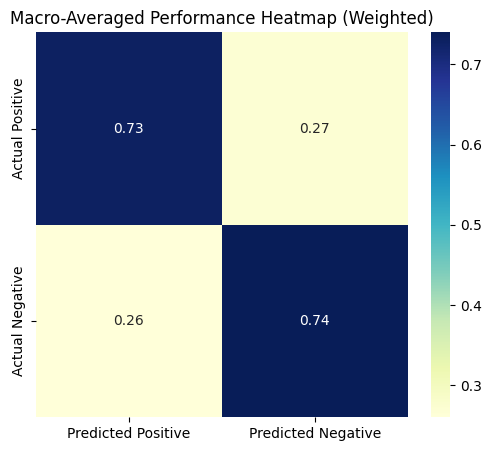 Macro-Averaged Performance Heatmap (Weighted)
Actual Positive
0.73
0.27
Actual Negative
0.26
0.74
Predicted Positive
Predicted Negative
0.7
0.6
0.5
0.4
0.3